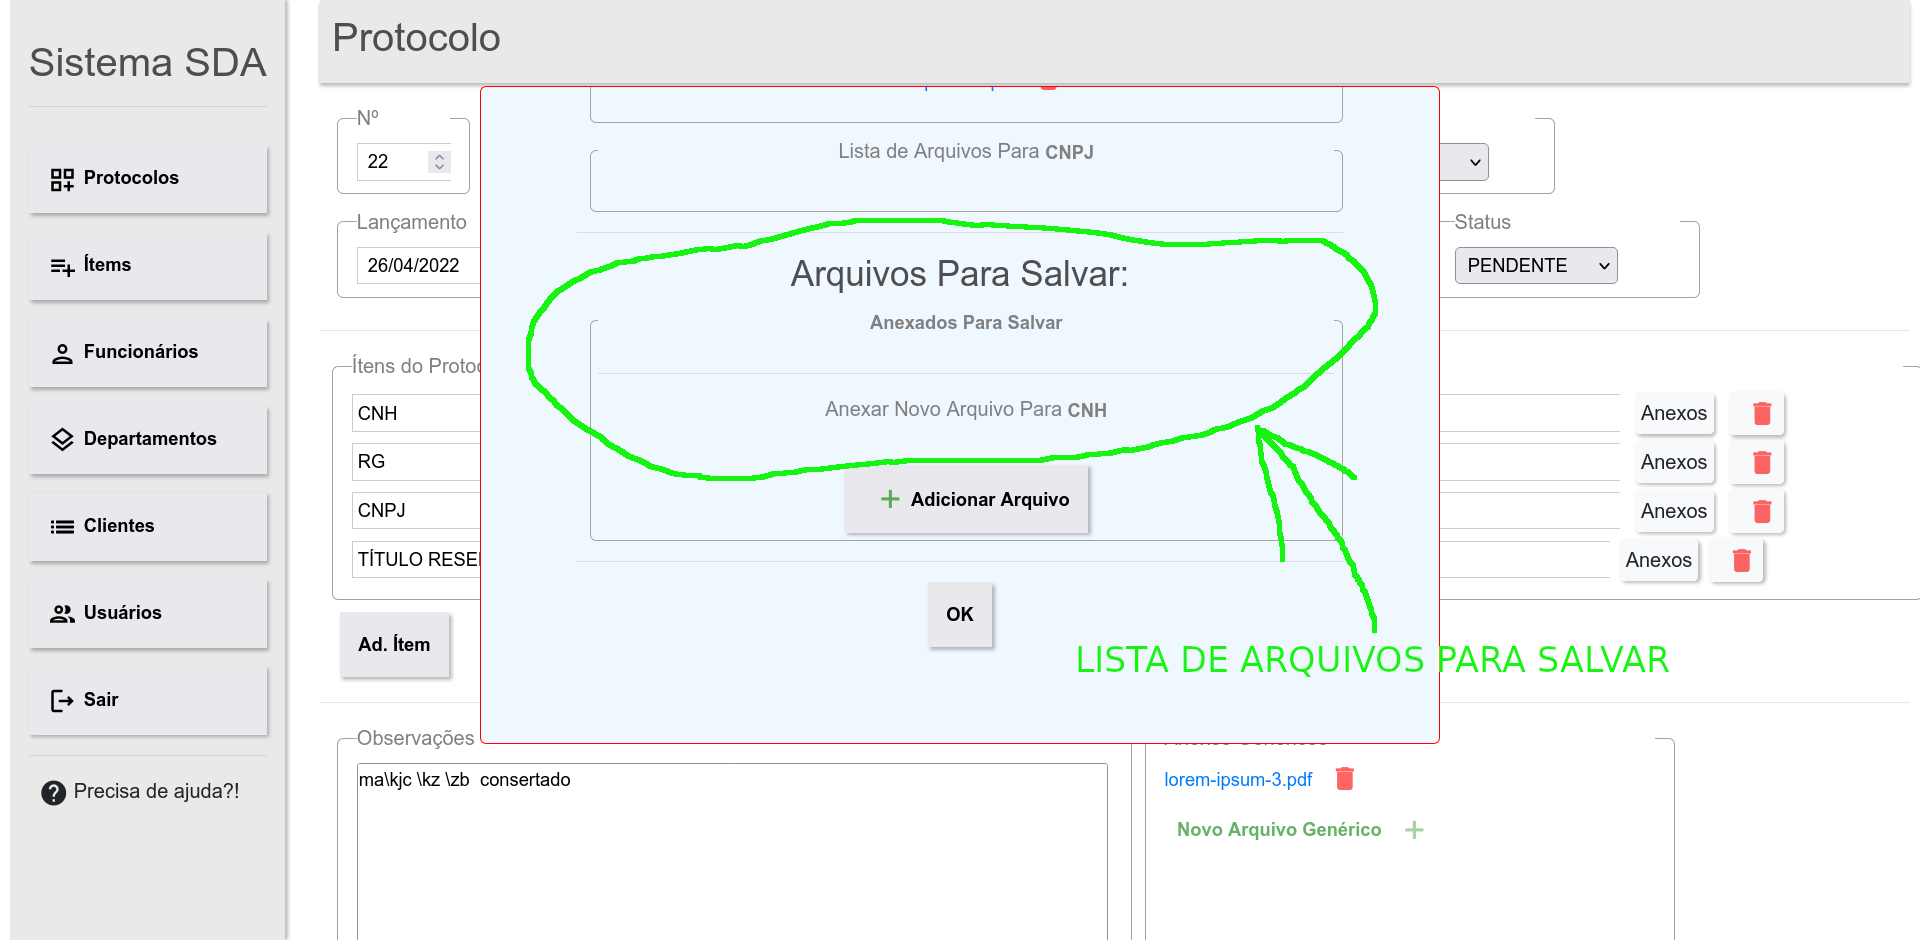 Sistema SDA
Protocolos
Ítems
Funcionários
Departamentos
Clientes
Usuários
Sair
Precisa de ajuda?!
Protocolo
Nº
22
Lançamento
26/04/2022
Status
PENDENTE
Lista de Arquivos Para CNPJ
Arquivos Para Salvar:
Anexados Para Salvar
Anexar Novo Arquivo Para CNH
Adicionar Arquivo
OK
LISTA DE ARQUIVOS PARA SALVAR
Ítens do Protoc
CNH
Anexos
RG
Anexos
CNPJ
Anexos
TÍTULO RESE
Anexos
Ad. Ítem
Observações
ma\kjc \kz \zb consertado
lorem-ipsum-3.pdf
Novo Arquivo Genérico